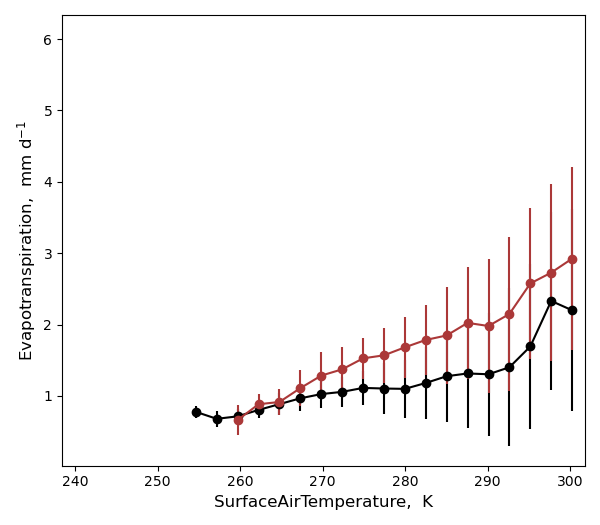 6
5
4
3
2
1
Evapotranspiration, mm d⁻¹
240 250 260 270 280 290 300
SurfaceAirTemperature, K